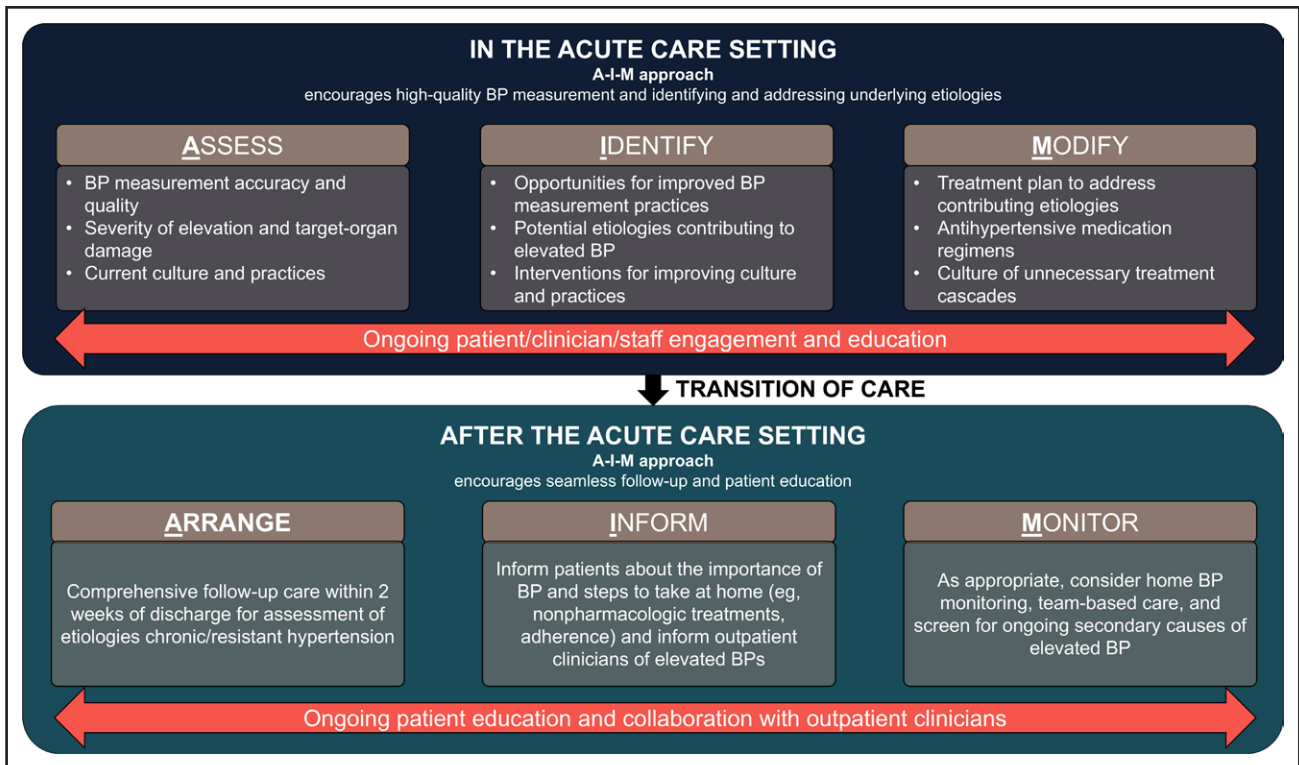 IN THE ACUTE CARE SETTING
A-I-M approach
encourages high-quality BP measurement and identifying and addressing underlying etiologies
ASSESS
• BP measurement accuracy and
quality
• Severity of elevation and target-organ
damage
• Current culture and practices
IDENTIFY
• Opportunities for improved BP
measurement practices
• Potential etiologies contributing to
elevated BP
• Interventions for improving culture
and practices
MODIFY
• Treatment plan to address
contributing etiologies
• Antihypertensive medication
regimens
• Culture of unnecessary treatment
cascades
Ongoing patient/clinician/staff engagement and education
TRANSITION OF CARE
AFTER THE ACUTE CARE SETTING
A-I-M approach
encourages seamless follow-up and patient education
ARRANGE
Comprehensive follow-up care within 2
weeks of discharge for assessment of
etiologies chronic/resistant hypertension
INFORM
Inform patients about the importance of
BP and steps to take at home (eg,
nonpharmacologic treatments,
adherence) and inform outpatient
clinicians of elevated BPs
MONITOR
As appropriate, consider home BP
monitoring, team-based care, and
screen for ongoing secondary causes of
elevated BP
Ongoing patient education and collaboration with outpatient clinicians